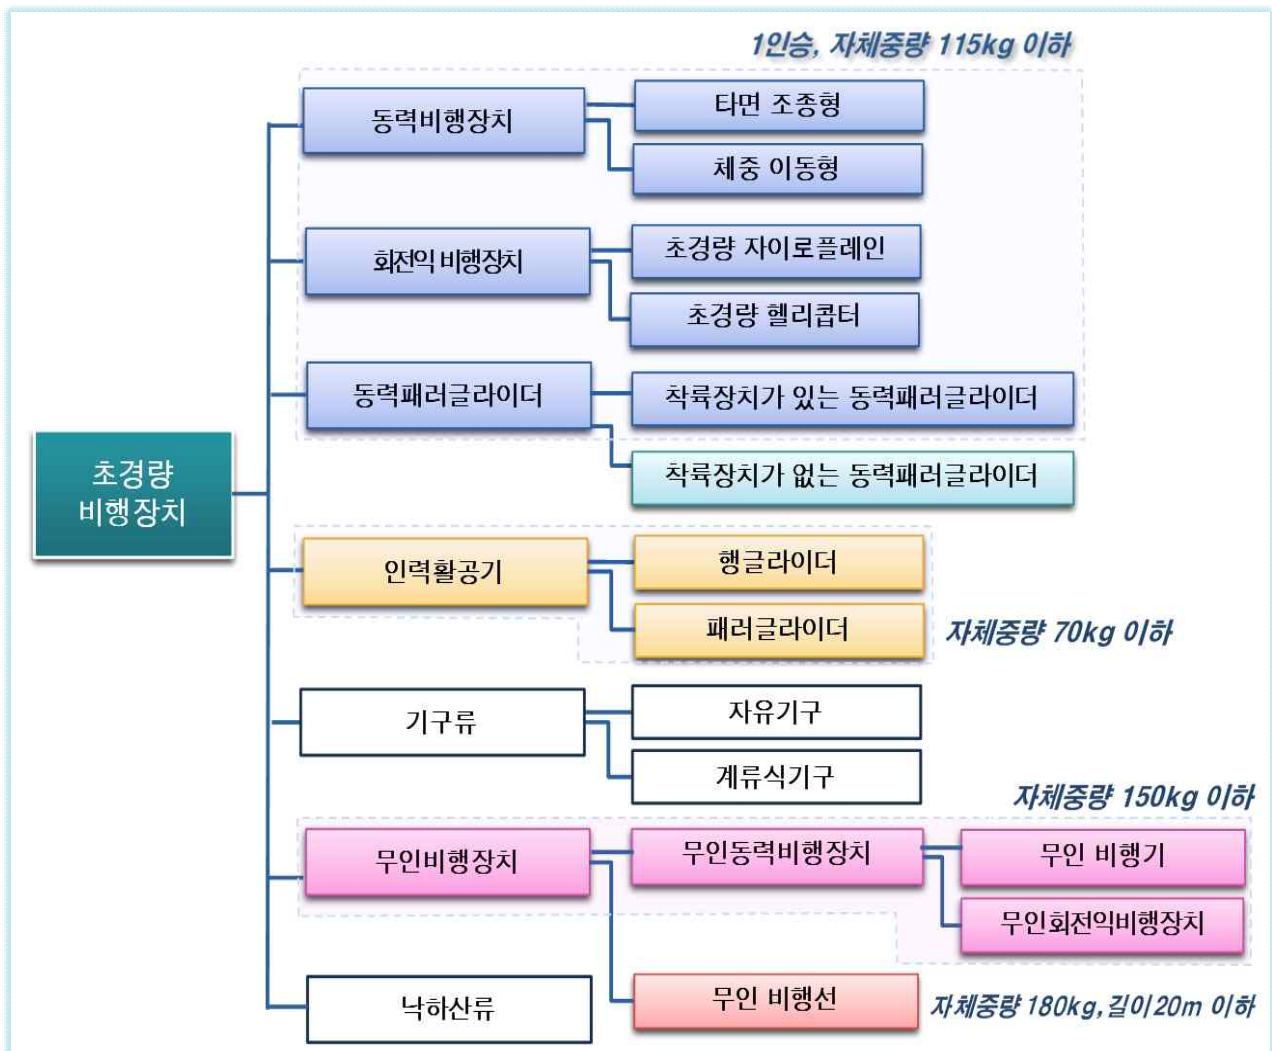 1인승, 자체중량 115kg 이하
동력비행장치
타면 조종형
체중 이동형
회전익 비행장치
초경량 자이로플레인
초경량 헬리콥터
동력패러글라이더
착륙장치가 있는 동력패러글라이더
착륙장치가 없는 동력패러글라이더
초경량
비행장치
인력활공기
행글라이더
패러글라이더
자체중량 70kg 이하
기구류
자유기구
계류식기구
자체중량 150kg 이하
무인비행장치
무인동력비행장치
무인 비행기
무인회전익비행장치
낙하산류
무인 비행선
자체중량 180kg,길이20m 이하